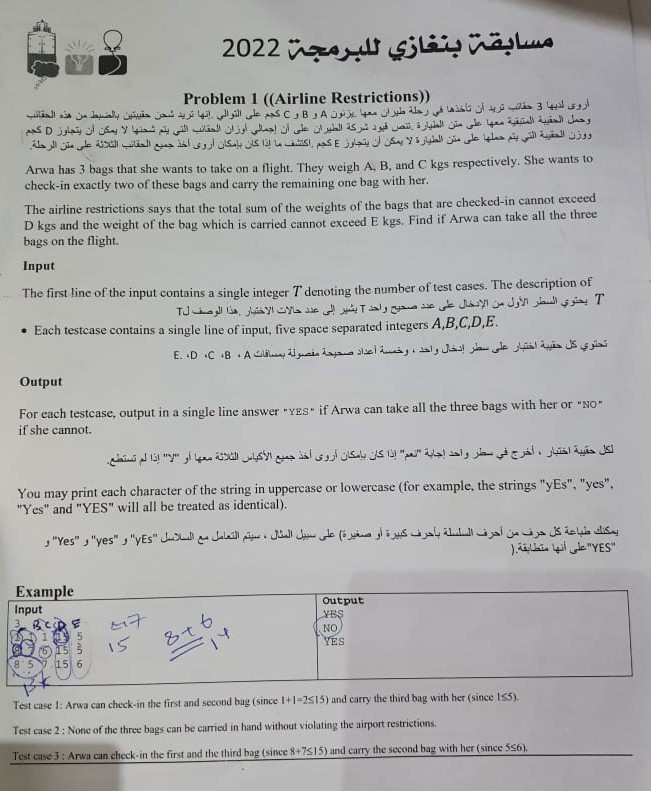 مسابقة بنغازي للبرمجة 2022
Problem 1 ((Airline Restrictions))
أروى لديها 3 حقائب تريد أن تأخذها في رحلة طيران معها. يزنون A و B و C كجم على التوالي. إنها تريد شحن حقيبتين بالضبط من هذه الحقائب
وحمل الحقيبة المتبقية معها على متن الطيارة. تنص قيود شركة الطيران على أن إجمالي أوزان الحقائب التي يتم شحنها لا يمكن أن يتجاوز D كجم
ووزن الحقيبة التي يتم حملها على متن الطيارة لا يمكن أن يتجاوز E كجم. اكتشف ما إذا كان بإمكان أروى أخذ جميع الحقائب الثلاثة على متن الرحلة.
Arwa has 3 bags that she wants to take on a flight. They weigh A, B, and C kgs respectively. She wants to
check-in exactly two of these bags and carry the remaining one bag with her.
The airline restrictions says that the total sum of the weights of the bags that are checked-in cannot exceed
D kgs and the weight of the bag which is carried cannot exceed E kgs. Find if Arwa can take all the three
bags on the flight.
Input
The first line of the input contains a single integer T denoting the number of test cases. The description of
T يحتوي السطر الأول من الإدخال على عدد صحيح واحد T يشير إلى عدد حالات الاختبار. هذا الوصف لT
• Each testcase contains a single line of input, five space separated integers A,B,C,D,E.
تحتوي كل حقيبة اختبار على سطر إدخال واحد ، وخمسة أعداد صحيحة مفصولة بمسافات A ، B ، C ، D ، E.
Output
For each testcase, output in a single line answer "YES" if Arwa can take all the three bags with her or "NO"
if she cannot.
لكل حقيبة اختبار ، أخرج في سطر واحد إجابة "نعم" إذا كان بإمكان أروى أخذ جميع الأكياس الثلاثة معها أو "لا" إذا لم تستطع.
You may print each character of the string in uppercase or lowercase (for example, the strings "yEs", "yes",
"Yes" and "YES" will all be treated as identical).
يمكنك طباعة كل حرف من أحرف السلسلة بأحرف كبيرة أو صغيرة) على سبيل المثال ، سيتم التعامل مع السلاسل "yEs" و "yes" و "Yes" و
"YES" على أنها متطابقة.(
Example
Input
3 B C D E
1 1 1 15 5
8 7 6 15 5
8 5 7 15 6
15
8+6
14
Output
YES
NO
YES
Test case 1: Arwa can check-in the first and second bag (since 1+1=2≤15) and carry the third bag with her (since 1≤5).
Test case 2 : None of the three bags can be carried in hand without violating the airport restrictions.
Test case 3 : Arwa can check-in the first and the third bag (since 8+7≤15) and carry the second bag with her (since 5≤6).